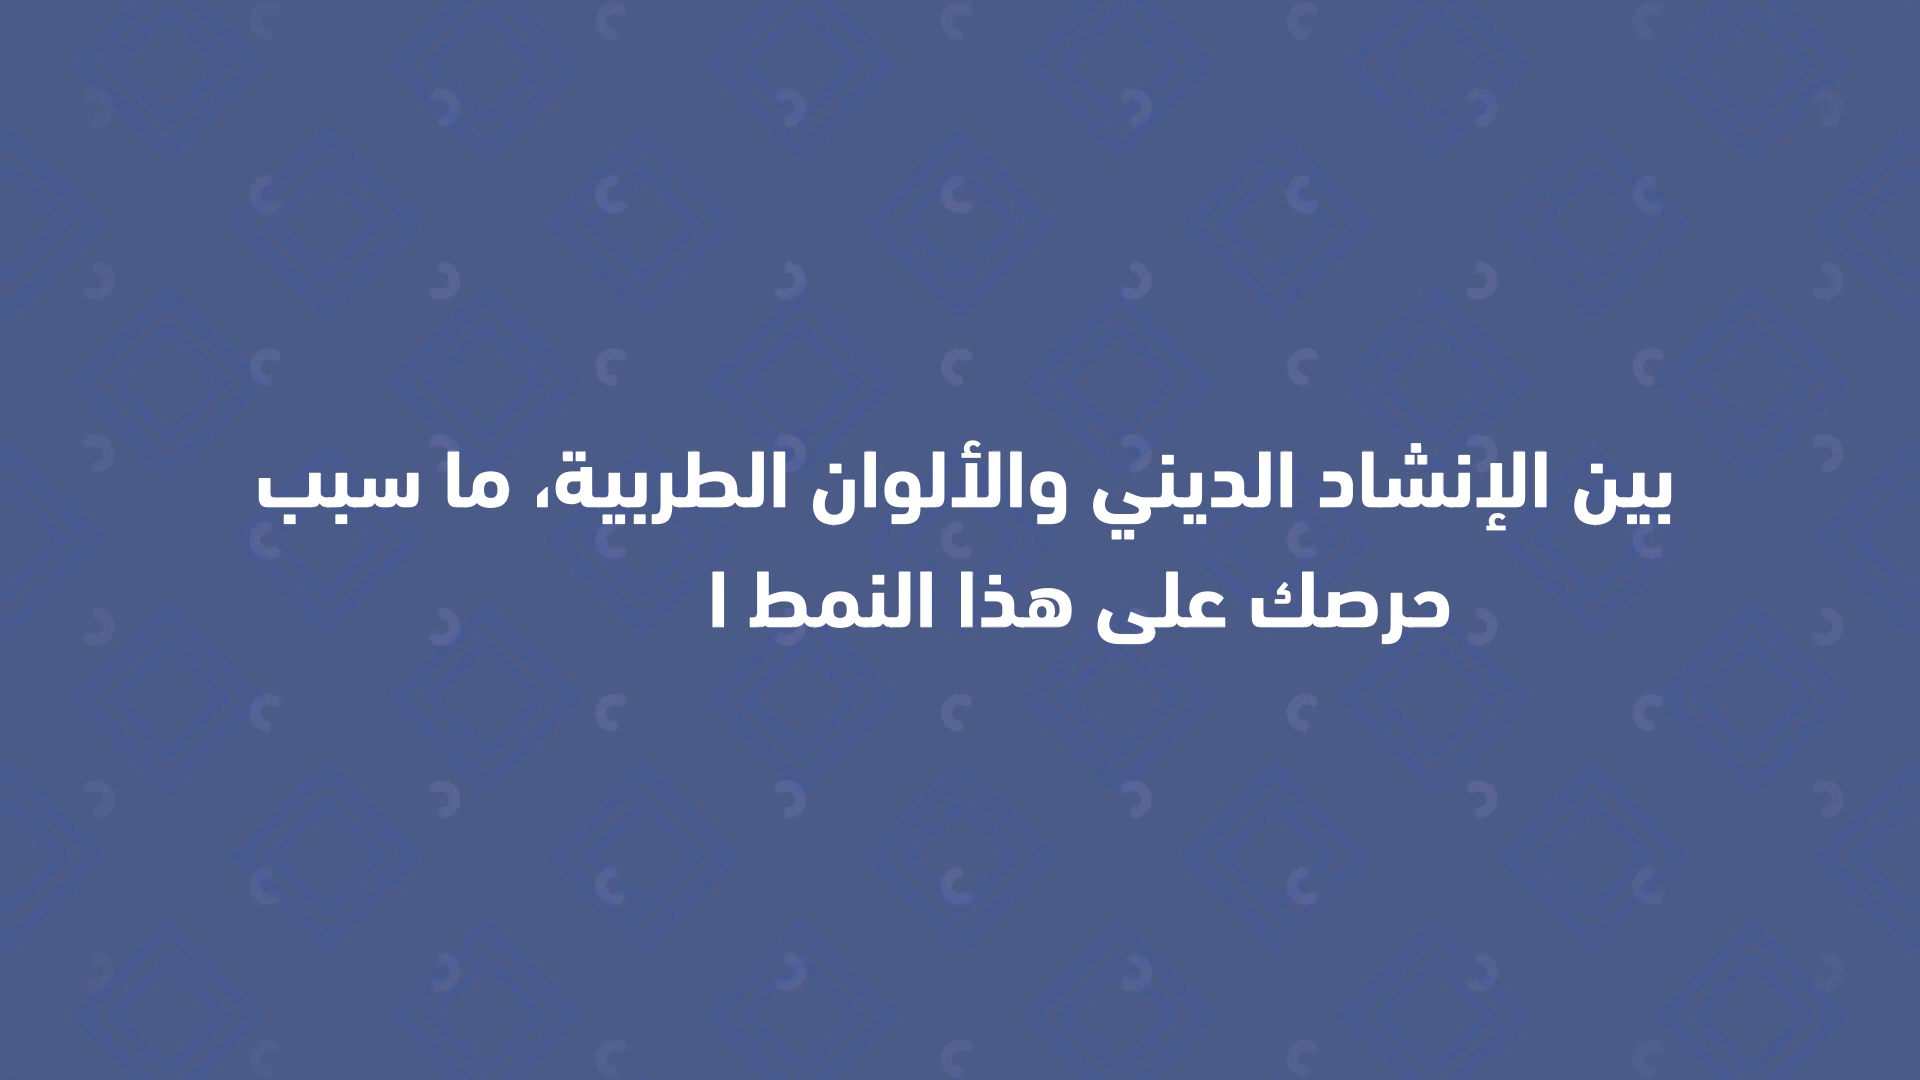 بين الإنشاد الديني والألوان الطربية، ما سبب
حرصك على هذا النمط ا